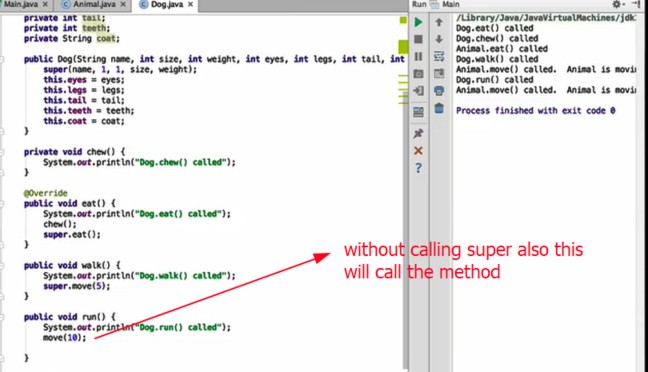 Main.java × Animal.java × Dog.java ×
private int tail;
private int teeth;
private String coat;
public Dog(String name, int size, int weight, int eyes, int legs, int tail, int
super(name, 1, 1, size, weight);
this.eyes = eyes;
this.legs = legs;
this.tail = tail;
this.teeth = teeth;
this.coat = coat;
}
private void chew() {
System.out.println("Dog.chew() called");
}
@Override
public void eat() {
System.out.println("Dog.eat() called");
chew();
super.eat();
}
public void walk() {
System.out.println("Dog.walk() called");
super.move(5);
}
public void run() {
System.out.println("Dog.run() called");
move(10);
}
without calling super also this
will call the method
Run Main
/Library/Java/JavaVirtualMachines/jdk
Dog.eat() called
Dog.chew() called
Animal.eat() called
Dog.walk() called
Animal.move() called. Animal is movi
Dog.run() called
Animal.move() called. Animal is movi
Process finished with exit code 0